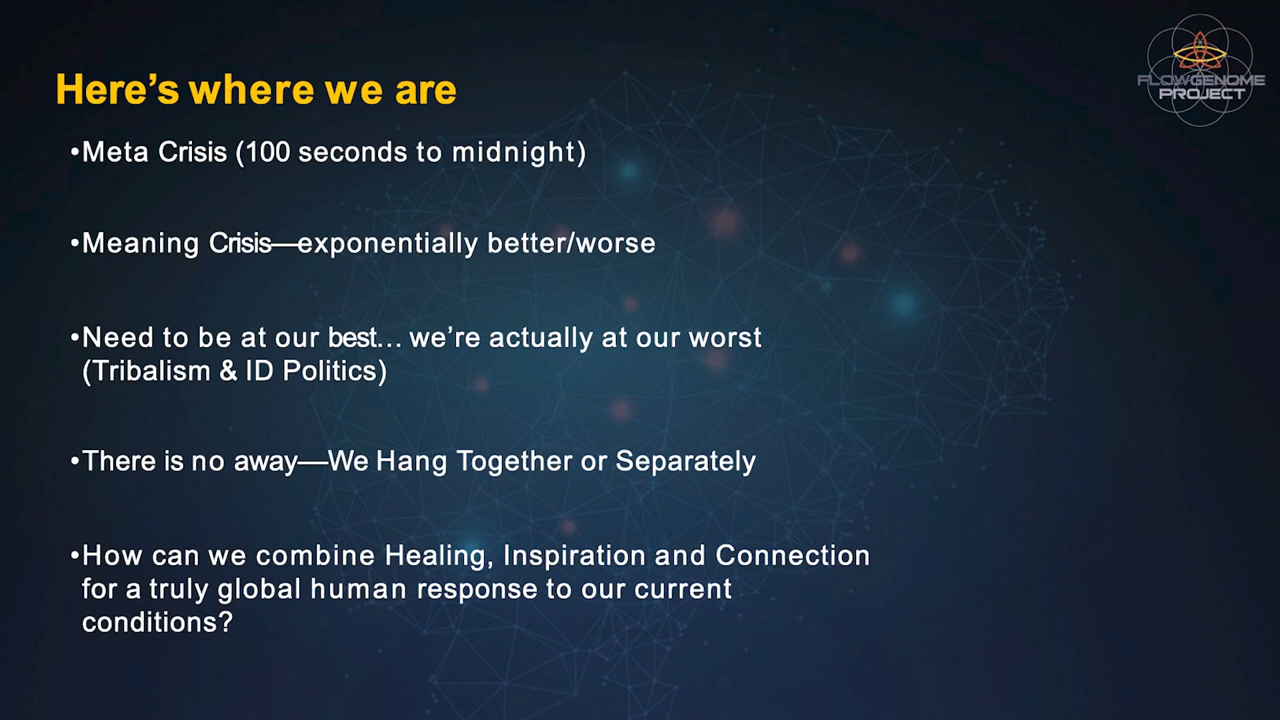 Here’s where we are
FLOWGENOME
PROJECT
•Meta Crisis (100 seconds to midnight)
•Meaning Crisis—exponentially better/worse
•Need to be at our best... we’re actually at our worst
(Tribalism & ID Politics)
•There is no away—We Hang Together or Separately
•How can we combine Healing, Inspiration and Connection
for a truly global human response to our current
conditions?